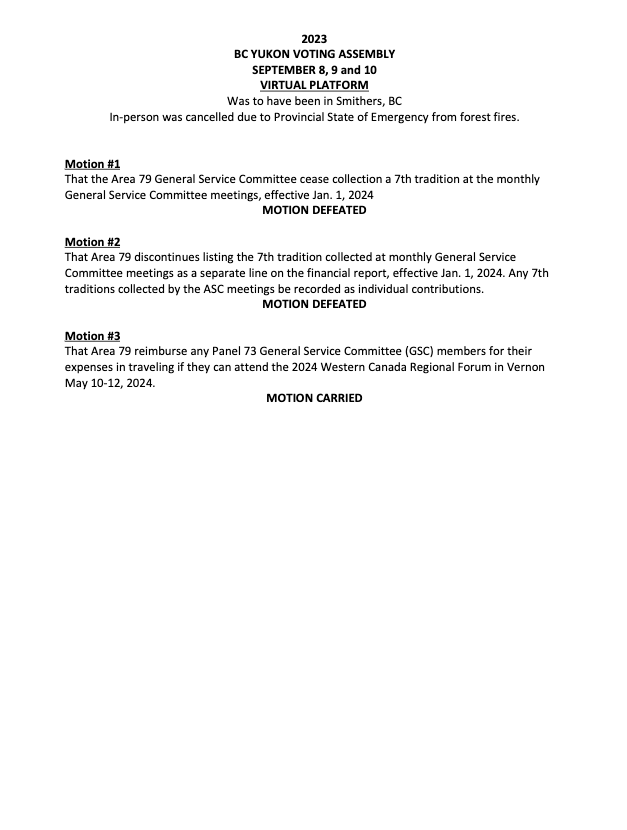 2023
BC YUKON VOTING ASSEMBLY
SEPTEMBER 8, 9 and 10
VIRTUAL PLATFORM
Was to have been in Smithers, BC
In-person was cancelled due to Provincial State of Emergency from forest fires.
Motion #1
That the Area 79 General Service Committee cease collection a 7th tradition at the monthly
General Service Committee meetings, effective Jan. 1, 2024
MOTION DEFEATED
Motion #2
That Area 79 discontinues listing the 7th tradition collected at monthly General Service
Committee meetings as a separate line on the financial report, effective Jan. 1, 2024. Any 7th
traditions collected by the ASC meetings be recorded as individual contributions.
MOTION DEFEATED
Motion #3
That Area 79 reimburse any Panel 73 General Service Committee (GSC) members for their
expenses in traveling if they can attend the 2024 Western Canada Regional Forum in Vernon
May 10-12, 2024.
MOTION CARRIED